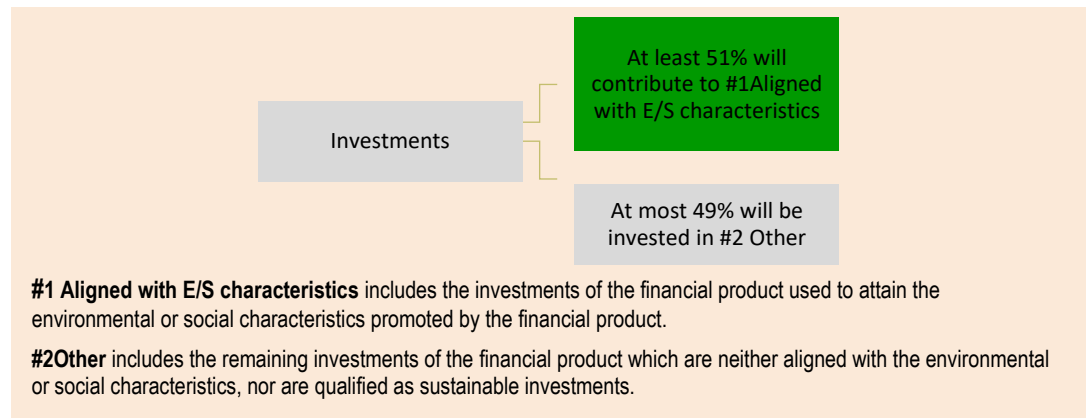 At least 51% will
contribute to #1Aligned
with E/S characteristics
Investments
At most 49% will be
invested in #2 Other
#1 Aligned with E/S characteristics includes the investments of the financial product used to attain the
environmental or social characteristics promoted by the financial product.
#2Other includes the remaining investments of the financial product which are neither aligned with the environmental
or social characteristics, nor are qualified as sustainable investments.